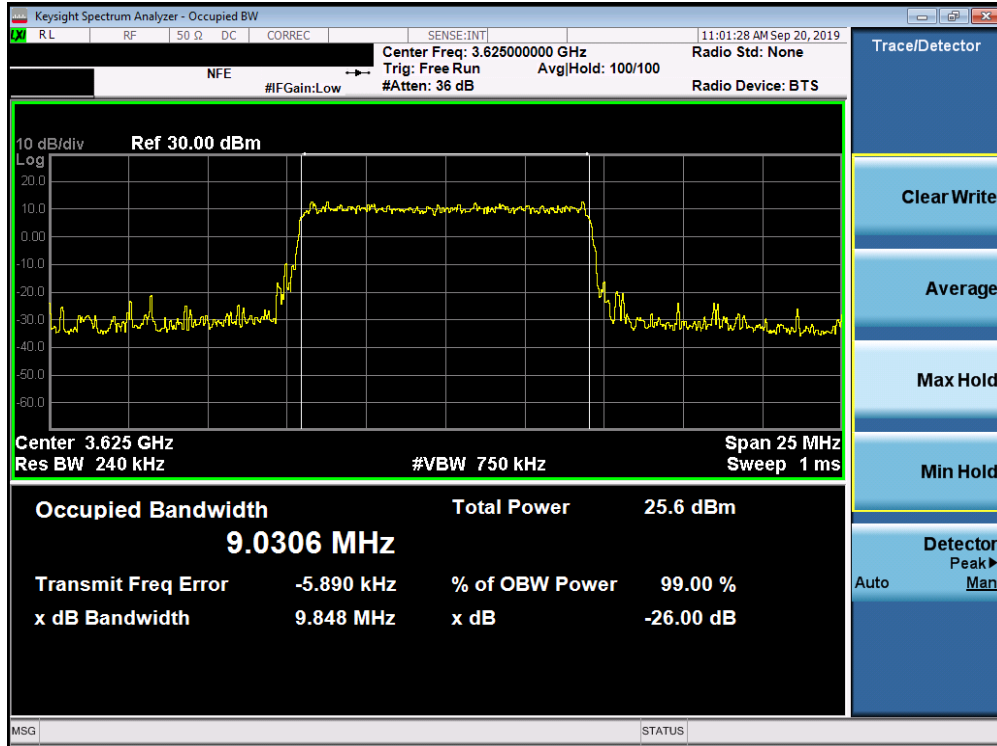 Keysight Spectrum Analyzer - Occupied BW
LXI RL RF 50 Ω DC CORREC SENSE:INT 11:01:28 AM Sep 20, 2019
Center Freq: 3.625000000 GHz Radio Std: None
NFE Trig: Free Run Avg|Hold: 100/100
#IFGain:Low #Atten: 36 dB Radio Device: BTS
10 dB/div Ref 30.00 dBm
Log
20.0
10.0
0.00
-10.0
-20.0
-30.0
-40.0
-50.0
-60.0
Center 3.625 GHz Span 25 MHz
Res BW 240 kHz #VBW 750 kHz Sweep 1 ms
Occupied Bandwidth Total Power 25.6 dBm
9.0306 MHz
Transmit Freq Error -5.890 kHz % of OBW Power 99.00 %
x dB Bandwidth 9.848 MHz x dB -26.00 dB
MSG STATUS
Trace/Detector
Clear Write
Average
Max Hold
Min Hold
Detector
Peak▶
Auto Man